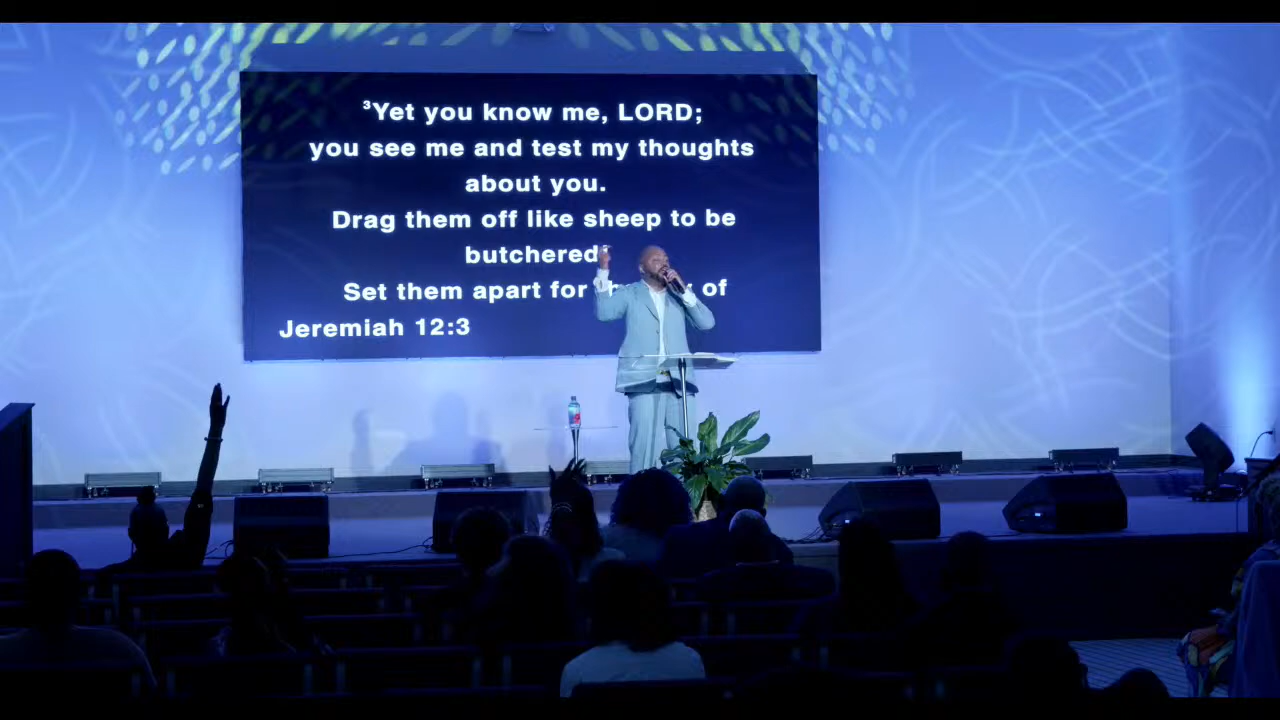 ³Yet you know me, LORD;
you see me and test my thoughts
about you.
Drag them off like sheep to be
butchered
Set them apart for of
Jeremiah 12:3